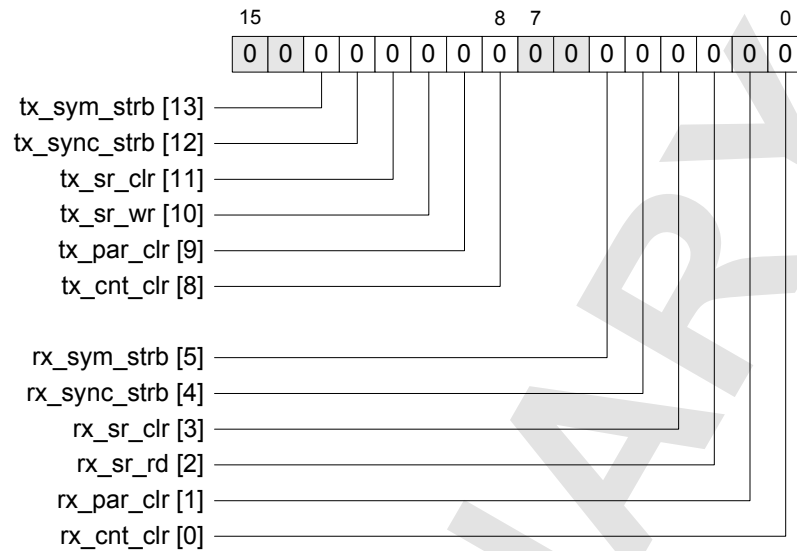 15 8 7 0
0 0 0 0 0 0 0 0 0 0 0 0 0 0 0 0
tx_sym_strb [13]
tx_sync_strb [12]
tx_sr_clr [11]
tx_sr_wr [10]
tx_par_clr [9]
tx_cnt_clr [8]
rx_sym_strb [5]
rx_sync_strb [4]
rx_sr_clr [3]
rx_sr_rd [2]
rx_par_clr [1]
rx_cnt_clr [0]
NARY